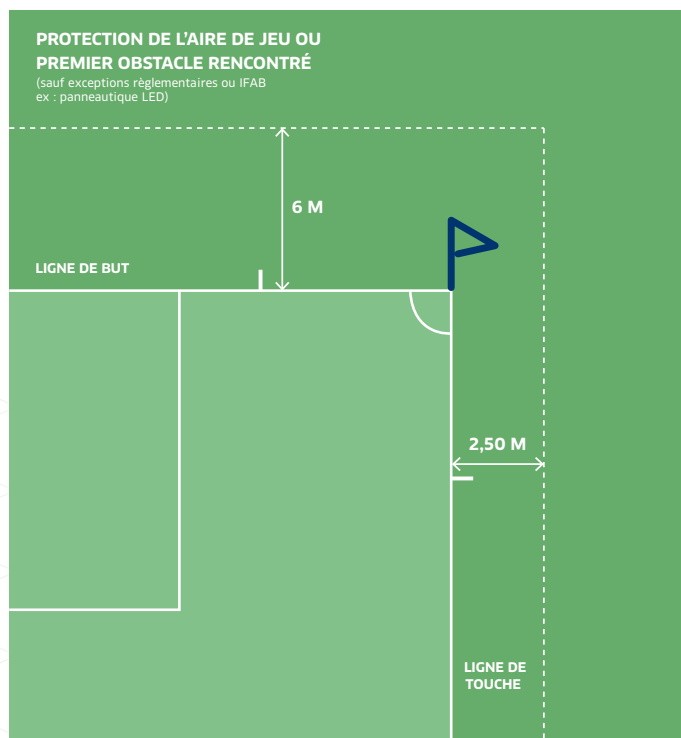 PROTECTION DE L'AIRE DE JEU OU
PREMIER OBSTACLE RENCONTRÉ
(sauf exceptions règlementaires ou IFAB
ex : panneautique LED)
6 M
LIGNE DE BUT
2,50 M
LIGNE DE
TOUCHE